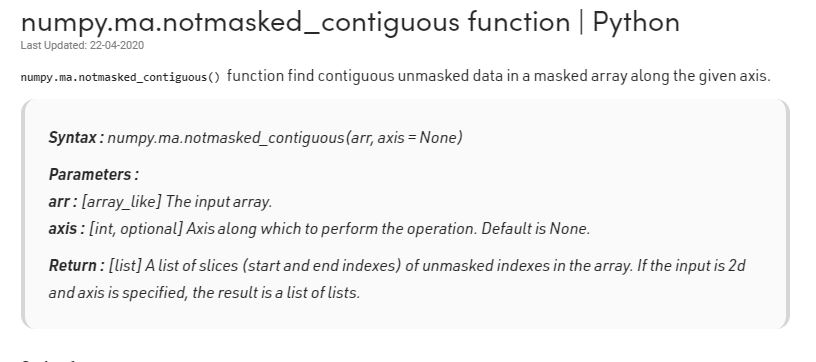 numpy.ma.notmasked_contiguous function | Python
Last Updated: 22-04-2020
numpy.ma.notmasked_contiguous() function find contiguous unmasked data in a masked array along the given axis.
Syntax : numpy.ma.notmasked_contiguous(arr, axis = None)
Parameters :
arr : [array_like] The input array.
axis : [int, optional] Axis along which to perform the operation. Default is None.
Return : [list] A list of slices (start and end indexes) of unmasked indexes in the array. If the input is 2d
and axis is specified, the result is a list of lists.